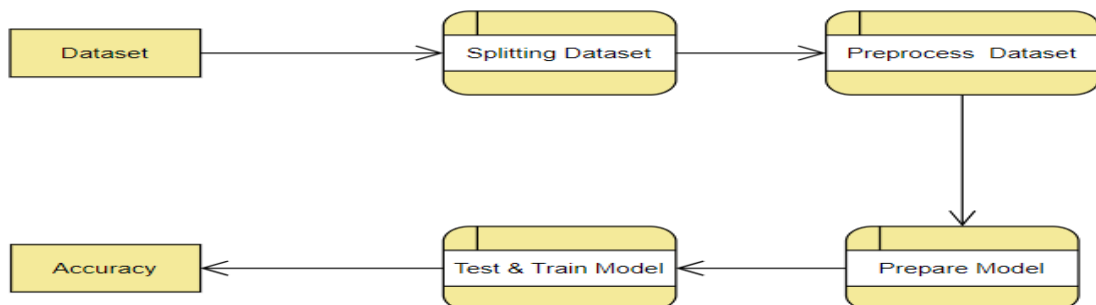 Dataset
Splitting Dataset
Preprocess  Dataset
Accuracy
Test & Train Model
Prepare Model